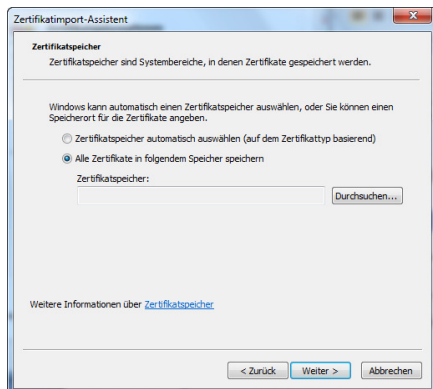 Zertifikatimport-Assistent
Zertifikatspeicher
Zertifikatspeicher sind Systembereiche, in denen Zertifikate gespeichert werden.
Windows kann automatisch einen Zertifikatspeicher auswählen, oder Sie können einen
Speicherort für die Zertifikate angeben.
Zertifikatspeicher automatisch auswählen (auf dem Zertifikattyp basierend)
Alle Zertifikate in folgendem Speicher speichern
Zertifikatspeicher:
Durchsuchen...
Weitere Informationen über Zertifikatspeicher
< Zurück Weiter > Abbrechen